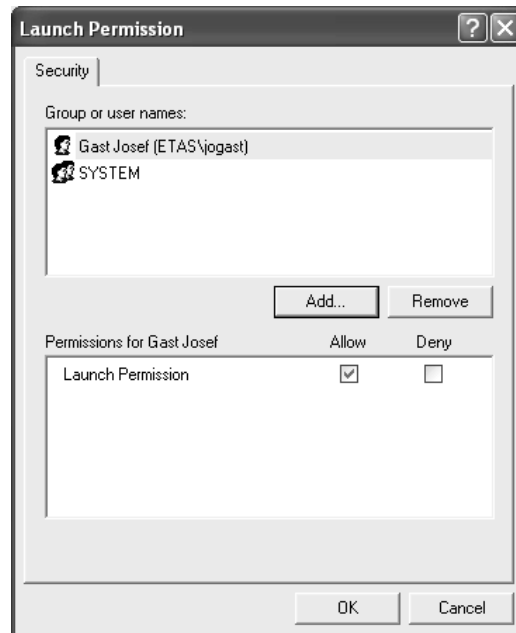 Launch Permission
Security
Group or user names:
Gast Josef (ETAS\jogast)
SYSTEM
Add... Remove
Permissions for Gast Josef Allow Deny
Launch Permission
OK Cancel